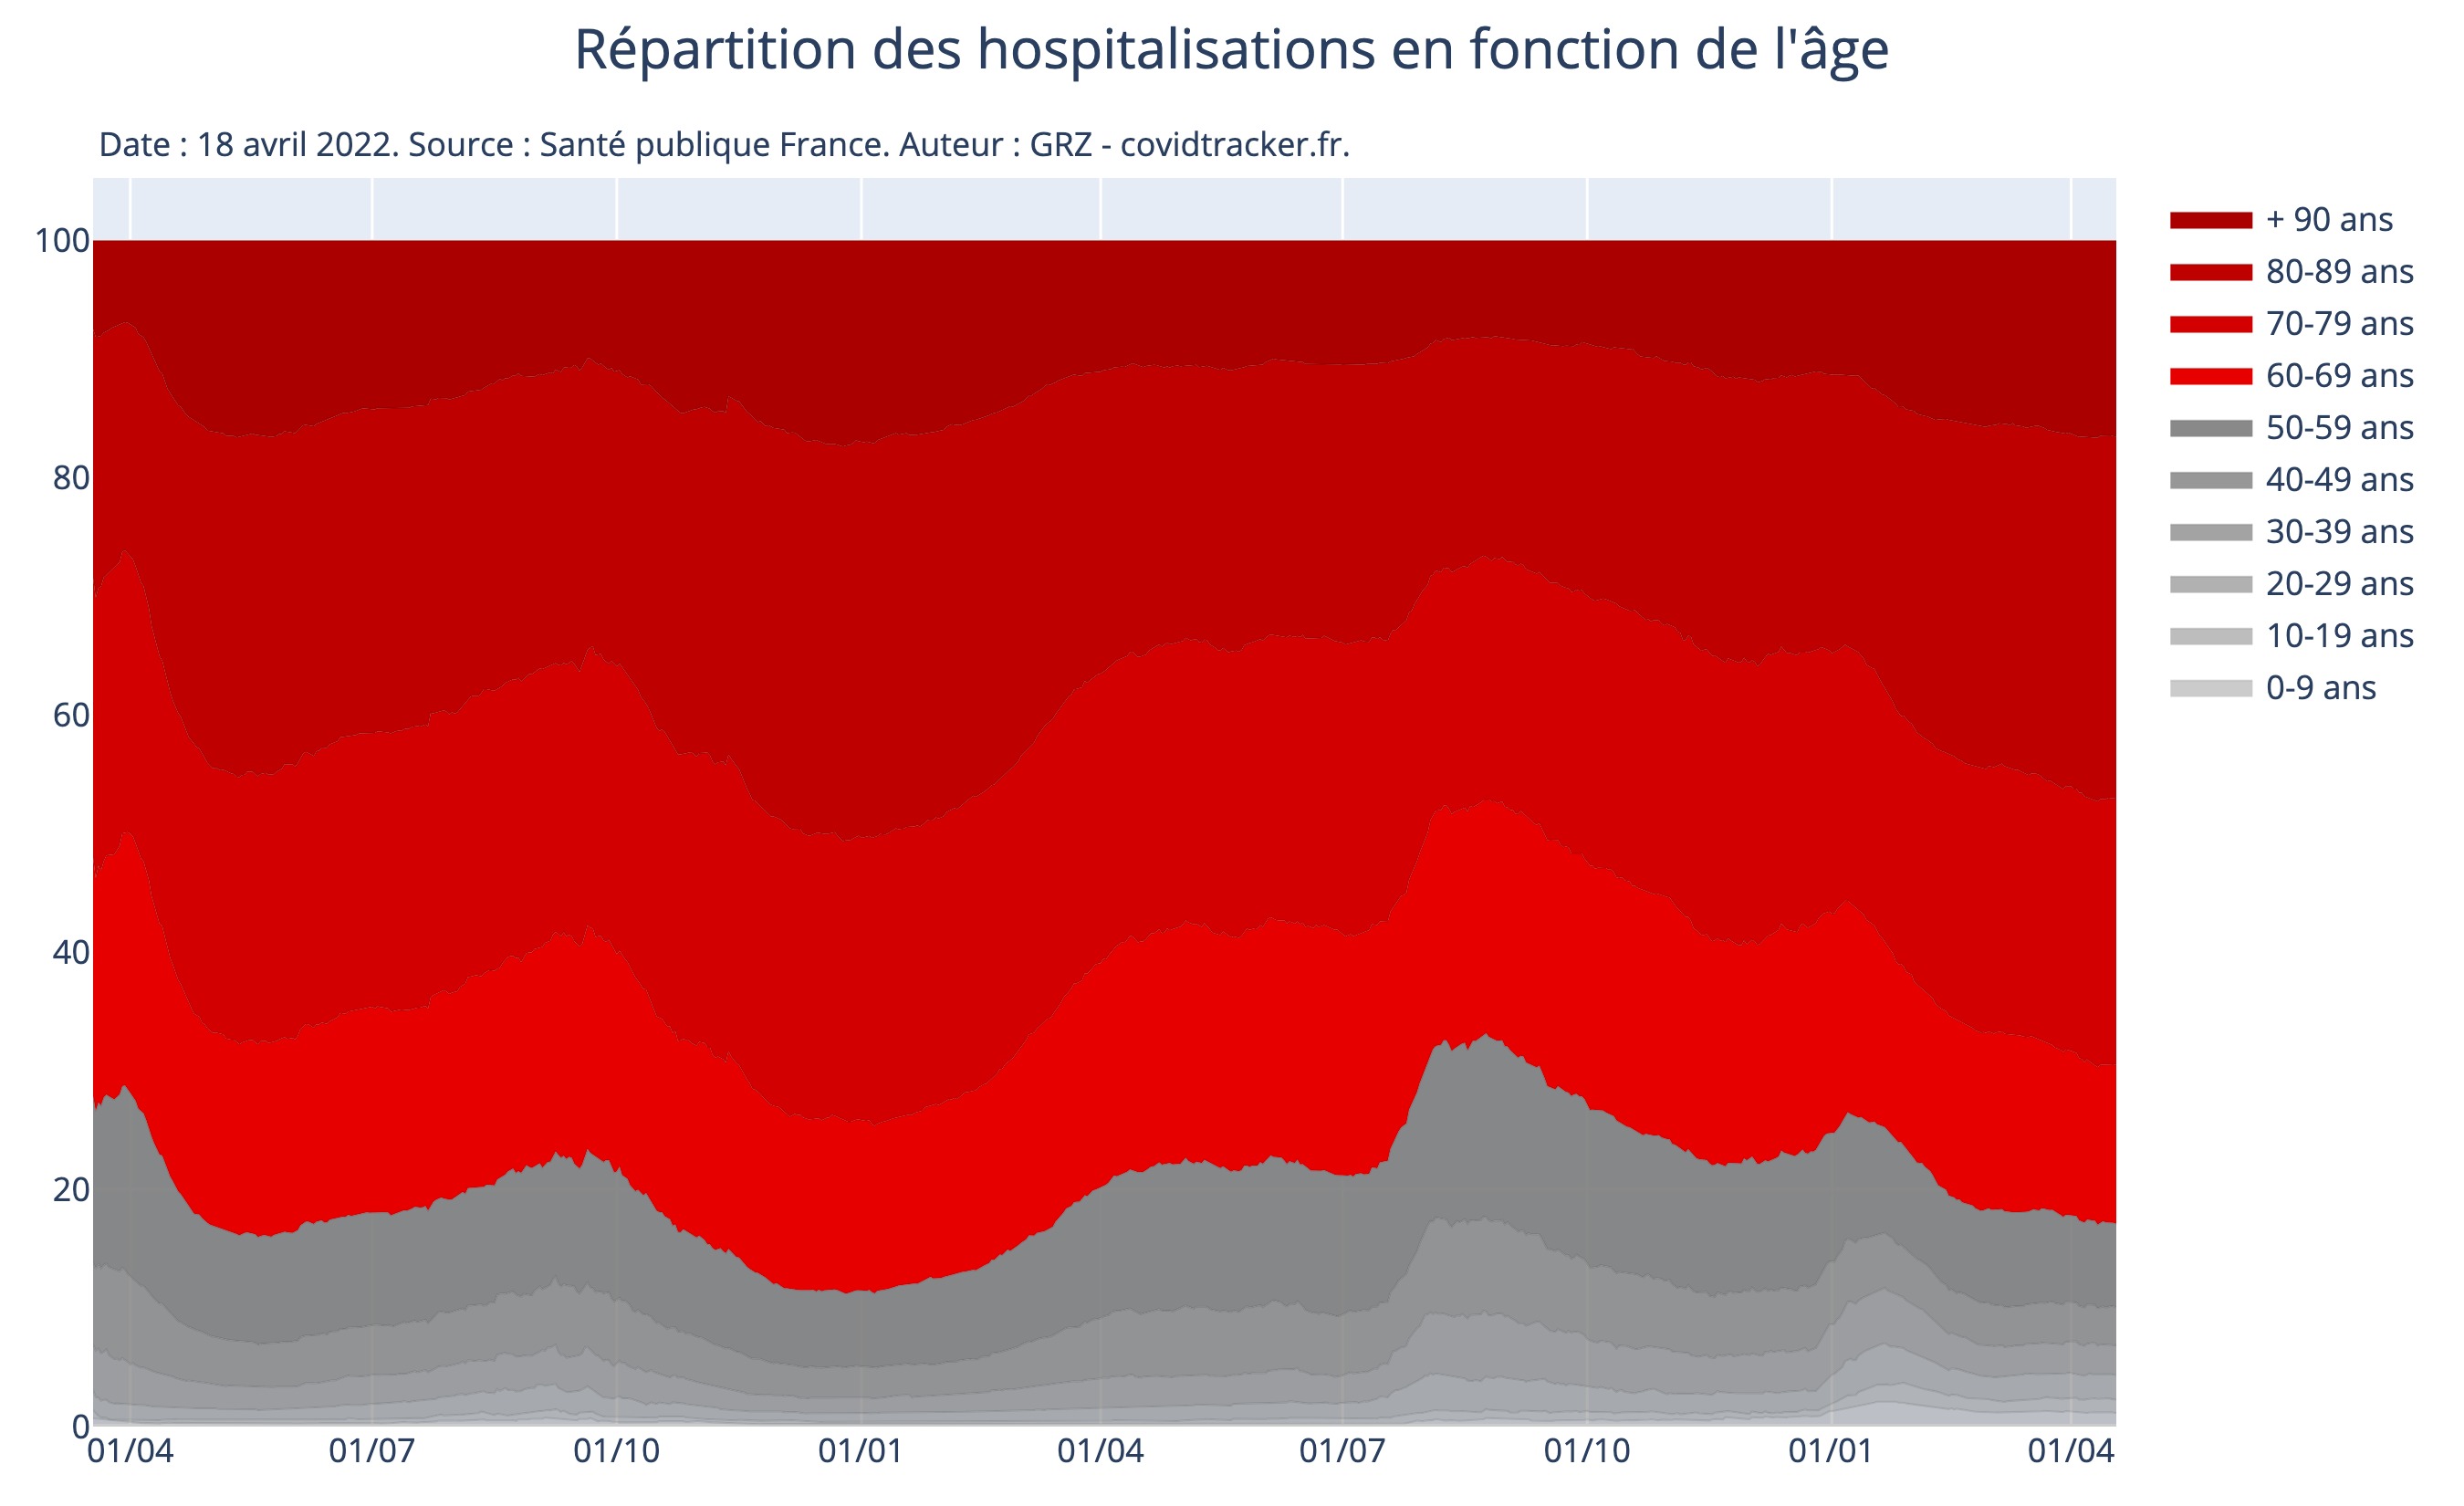 Répartition des hospitalisations en fonction de l'âge
Date : 18 avril 2022. Source : Santé publique France. Auteur : GRZ - covidtracker.fr.
100
80
60
40
20
0
01/04 01/07 01/10 01/01 01/04 01/07 01/10 01/01 01/04
+ 90 ans
80-89 ans
70-79 ans
60-69 ans
50-59 ans
40-49 ans
30-39 ans
20-29 ans
10-19 ans
0-9 ans